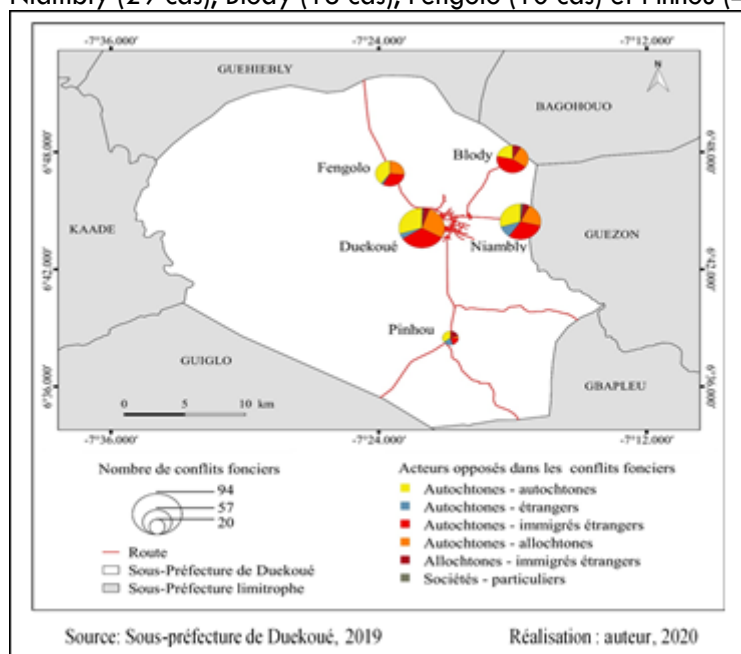 Niambly (29 cas), Blody (18 cas), Fengolo (16 cas) et Pinhou (
-7°36.000' -7°24.000' -7°12.000'
GUEHIEBLY
N
BAGOHOUO
6°48.000' 6°48.000'
Blody
Fengolo
KAADE
GUEZON
Duekoué Niambly
6°42.000' 6°42.000'
Pinhou
GUIGLO
GBAPLEU
6°36.000' 6°36.000'
0 5 10 km
-7°36.000' -7°24.000' -7°12.000'
Nombre de conflits fonciers
94
57
20
Route
Sous-Préfecture de Duekoué
Sous-Préfecture limitrophe
Acteurs opposés dans les conflits fonciers
Autochtones - autochtones
Autochtones - étrangers
Autochtones - immigrés étrangers
Autochtones - allochtones
Allochtones - immigrés étrangers
Sociétés - particuliers
Source: Sous-préfecture de Duekoué, 2019 Réalisation : auteur, 2020